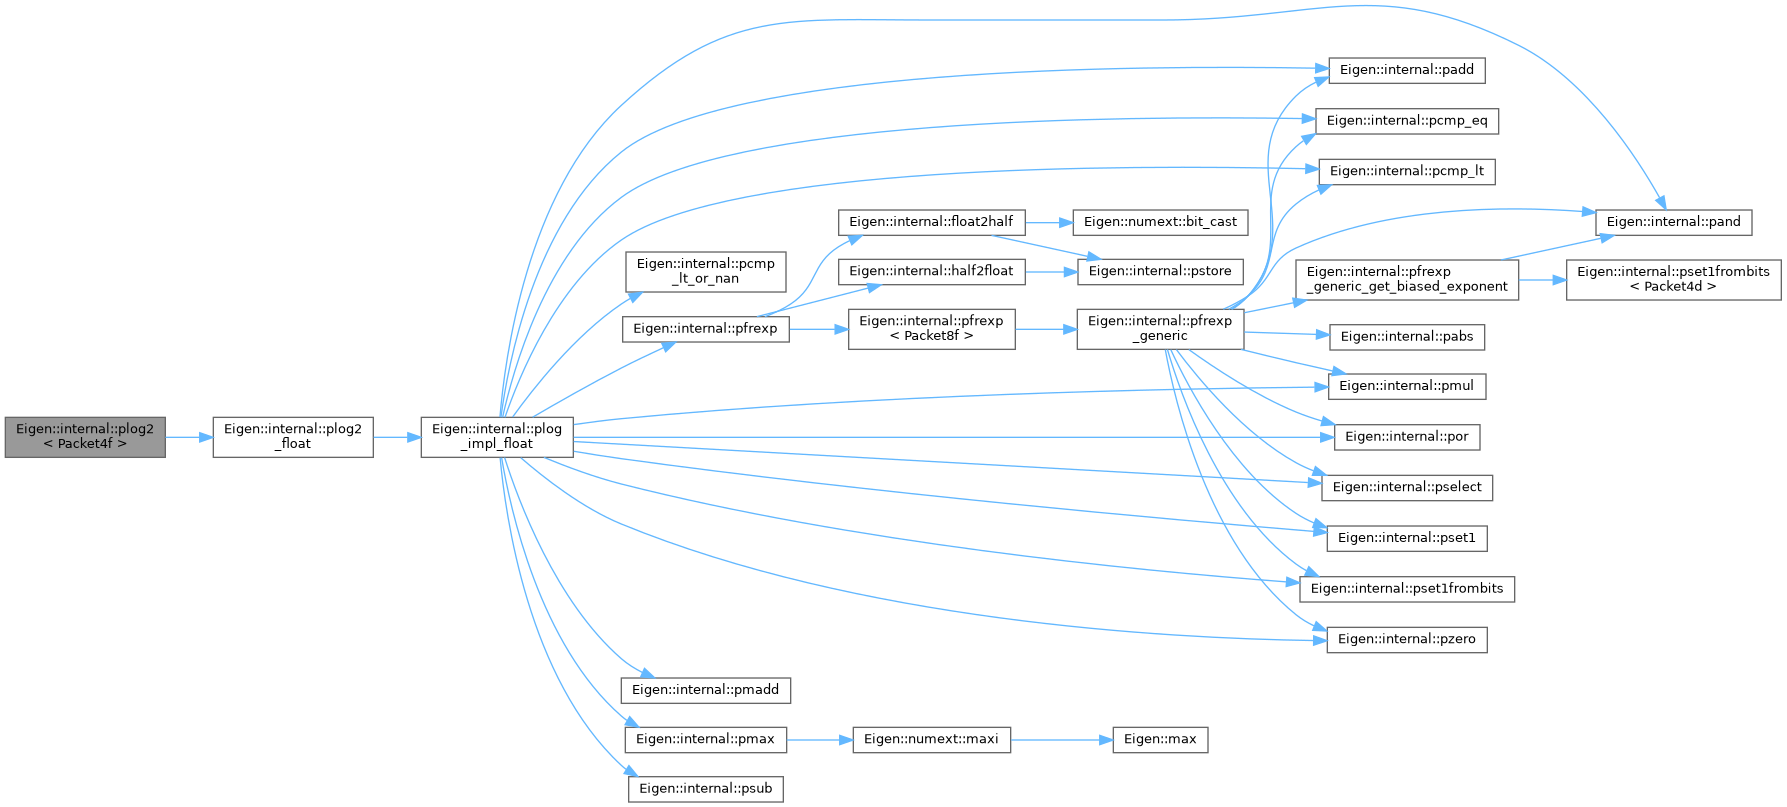 Eigen::internal::plog2
< Packet4f >
Eigen::internal::plog2
_float
Eigen::internal::plog
_impl_float
Eigen::internal::pcmp
_lt_or_nan
Eigen::internal::pfrexp
Eigen::internal::pmadd
Eigen::internal::pmax
Eigen::internal::psub
Eigen::internal::float2half
Eigen::internal::half2float
Eigen::internal::pfrexp
< Packet8f >
Eigen::numext::maxi
Eigen::numext::bit_cast
Eigen::internal::pstore
Eigen::internal::pfrexp
_generic
Eigen::max
Eigen::internal::padd
Eigen::internal::pcmp_eq
Eigen::internal::pcmp_lt
Eigen::internal::pfrexp
_generic_get_biased_exponent
Eigen::internal::pabs
Eigen::internal::pmul
Eigen::internal::por
Eigen::internal::pselect
Eigen::internal::pset1
Eigen::internal::pset1frombits
Eigen::internal::pzero
Eigen::internal::pand
Eigen::internal::pset1frombits
< Packet4d >